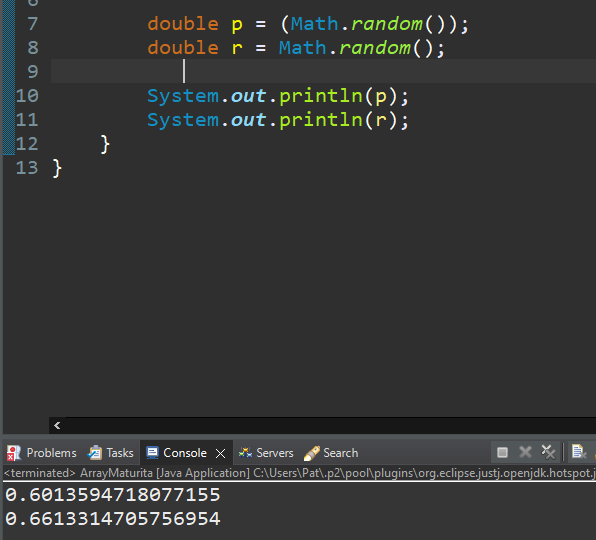 6
7 double p = (Math.random());
8 double r = Math.random();
9
10 System.out.println(p);
11 System.out.println(r);
12 }
13 }
<
Problems Tasks Console Servers Search
<terminated> ArrayMaturita [Java Application] C:\Users\Pat\.p2\pool\plugins\org.eclipse.justj.openjdk.hotspot.j
0.6013594718077155
0.6613314705756954